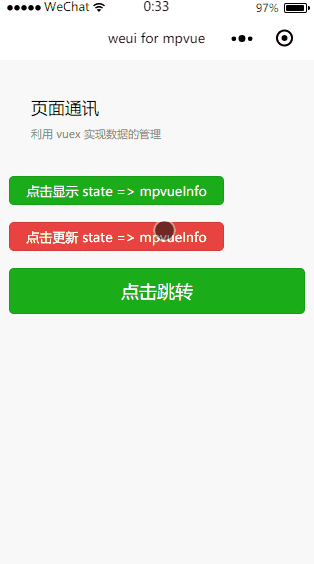 WeChat 0:33 97%
weui for mpvue
页面通讯
利用 vuex 实现数据的管理
点击显示 state => mpvueInfo
点击更新 state => mpvueInfo
点击跳转